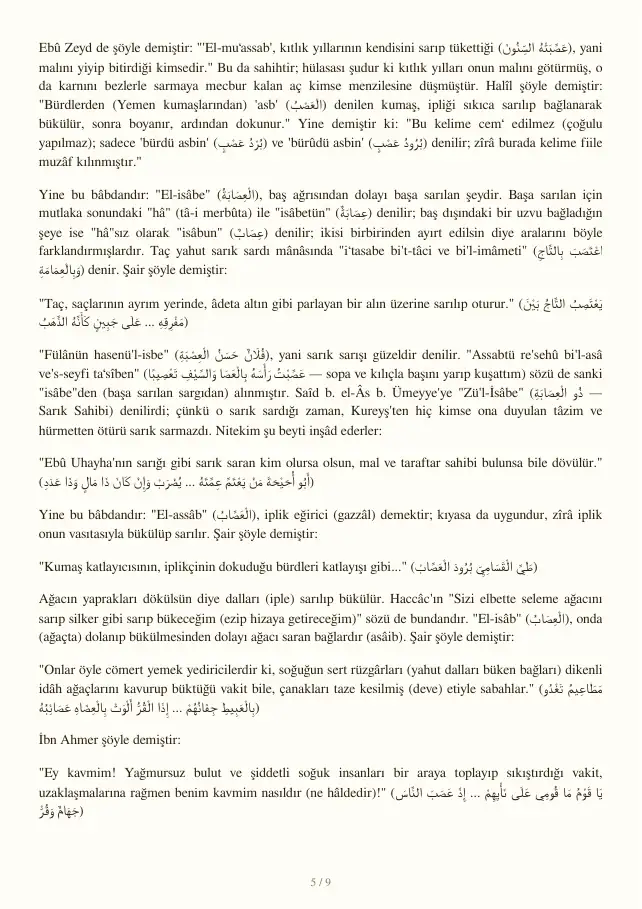 Ebû Zeyd de şöyle demiştir: "'El-mu‘assab', kıtlık yıllarının kendisini sarıp tükettiği (عَصَّبَتْهُ السِّنُونَ), yani
malını yiyip bitirdiği kimsedir." Bu da sahihtir; hülasası şudur ki kıtlık yılları onun malını götürmüş, o
da karnını bezlerle sarmaya mecbur kalan aç kimse menzilesine düşmüştür. Halîl şöyle demiştir:
"Bürdlerden (Yemen kumaşlarından) 'asb' (الْعَصْبُ) denilen kumaş, ipliği sıkıca sarılıp bağlanarak
bükülür, sonra boyanır, ardından dokunur." Yine demiştir ki: "Bu kelime cem‘ edilmez (çoğulu
yapılmaz); sadece 'bürdü asbin' (بُرْدُ عَصْبٍ) ve 'bürûdü asbin' (بُرُودُ عَصْبٍ) denilir; zîrâ burada kelime fiile
muzâf kılınmıştır."
Yine bu bâbdandır: "El-isâbe" (الْعِصَابَةُ), baş ağrısından dolayı başa sarılan şeydir. Başa sarılan için
mutlaka sonundaki "hâ" (tâ-i merbûta) ile "isâbetün" (عِصَابَةٌ) denilir; baş dışındaki bir uzvu bağladığın
şeye ise "hâ"sız olarak "isâbun" (عِصَابٌ) denilir; ikisi birbirinden ayırt edilsin diye aralarını böyle
farklandırmışlardır. Taç yahut sarık sardı mânâsında "i‘tasabe bi't-tâci ve bi'l-imâmeti" (اعْتَصَبَ بِالتَّاجِ
وَبِالْعِمَامَةِ) denir. Şair şöyle demiştir:
"Taç, saçlarının ayrım yerinde, âdeta altın gibi parlayan bir alın üzerine sarılıp oturur." (يَعْتَصِبُ التَّاجُ بَيْنَ
مَفْرِقِهِ ... عَلَى جَبِينٍ كَأَنَّهُ الذَّهَبُ)
"Fülânün hasenü'l-isbe" (فُلَانٌ حَسَنُ الْعِصْبَةِ), yani sarık sarışı güzeldir denilir. "Assabtü re'sehû bi'l-asâ
ve's-seyfi ta‘sîben" (عَصَّبْتُ رَأْسَهُ بِالْعَصَا وَالسَّيْفِ تَعْصِيبًا — sopa ve kılıçla başını yarıp kuşattım) sözü de sanki
"isâbe"den (başa sarılan sargıdan) alınmıştır. Saîd b. el-Âs b. Ümeyye'ye "Zü'l-İsâbe" (ذُو الْعِصَابَةِ —
Sarık Sahibi) denilirdi; çünkü o sarık sardığı zaman, Kureyş'ten hiç kimse ona duyulan tâzim ve
hürmetten ötürü sarık sarmazdı. Nitekim şu beyti inşâd ederler:
"Ebû Uhayha'nın sarığı gibi sarık saran kim olursa olsun, mal ve taraftar sahibi bulunsa bile dövülür."
(أَبُو أُحَيْحَةَ مَنْ يَعْتَمَّ عِمَّتَهُ ... يُضْرَبْ وَإِنْ كَانَ ذَا مَالٍ وَذَا عَدَدِ)
Yine bu bâbdandır: "El-assâb" (الْعَصَّابُ), iplik eğirici (gazzâl) demektir; kıyasa da uygundur, zîrâ iplik
onun vasıtasıyla bükülüp sarılır. Şair şöyle demiştir:
"Kumaş katlayıcısının, iplikçinin dokuduğu bürdleri katlayışı gibi..." (طَيَّ الْقَسَامِيِّ بُرُودَ الْعَصَّابْ)
Ağacın yaprakları dökülsün diye dalları (iple) sarılıp bükülür. Haccâc'ın "Sizi elbette seleme ağacını
sarıp silker gibi sarıp bükeceğim (ezip hizaya getireceğim)" sözü de bundandır. "El-isâb" (الْعِصَابُ), onda
(ağaçta) dolanıp bükülmesinden dolayı ağacı saran bağlardır (asâib). Şair şöyle demiştir:
"Onlar öyle cömert yemek yediricilerdir ki, soğuğun sert rüzgârları (yahut dalları büken bağları) dikenli
idâh ağaçlarını kavurup büktüğü vakit bile, çanakları taze kesilmiş (deve) etiyle sabahlar." (مَطَاعِيمُ تَغْدُو
بِالْعَبِيطِ جِفَانُهُمْ ... إِذَا الْقُرُّ أَلْوَتْ بِالْعِضَاهِ عَصَائِبُهْ)
İbn Ahmer şöyle demiştir:
"Ey kavmim! Yağmursuz bulut ve şiddetli soğuk insanları bir araya toplayıp sıkıştırdığı vakit,
uzaklaşmalarına rağmen benim kavmim nasıldır (ne hâldedir)!" (يَا قَوْمُ مَا قَوْمِي عَلَى نَأْيِهِمْ ... إِذْ عَصَبَ النَّاسَ
جَهَامٌ وَقُرُّ)
5 / 9